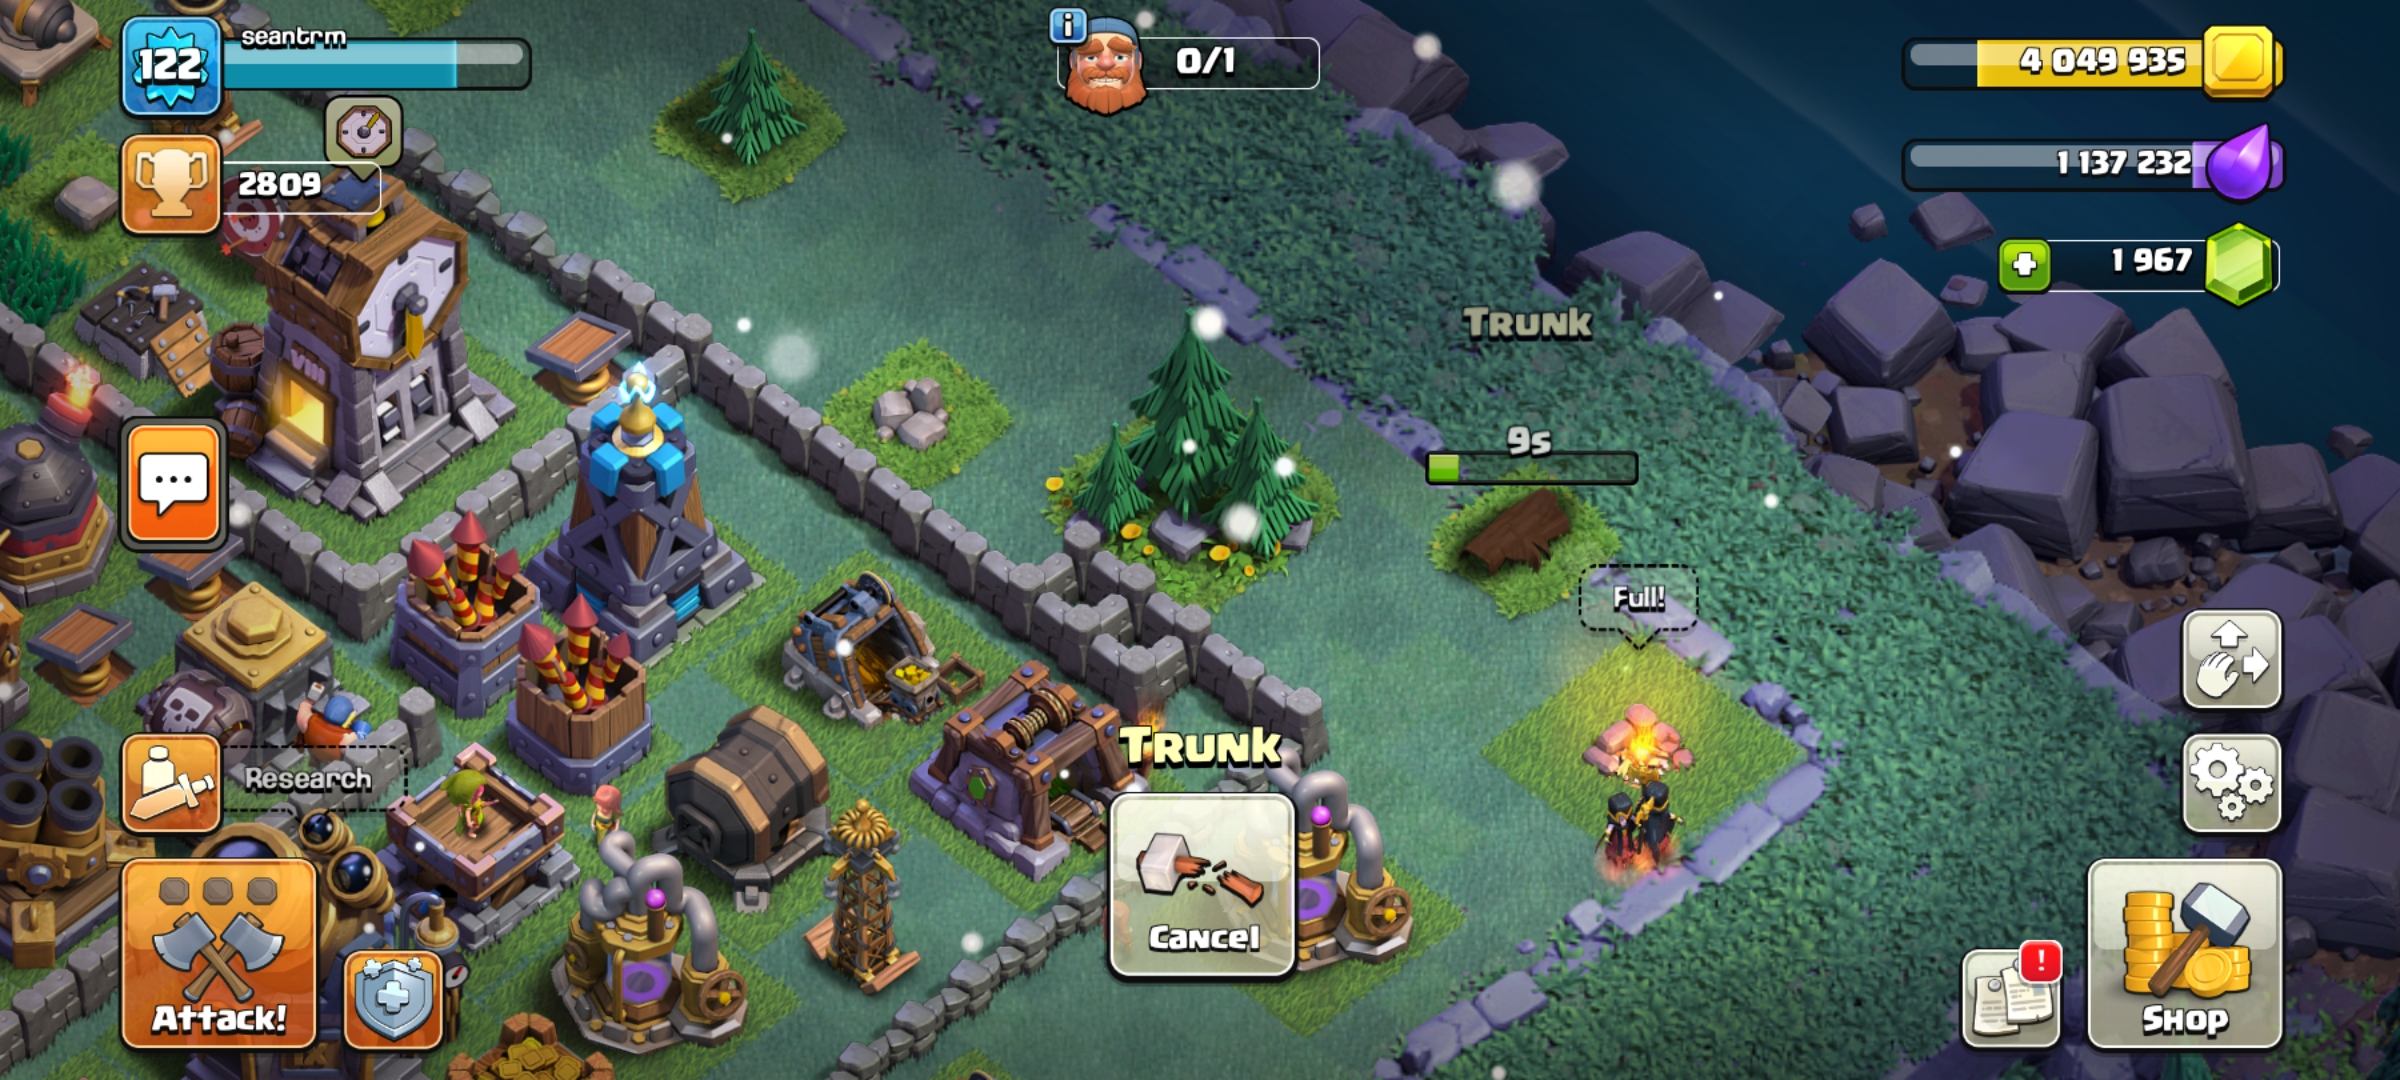 122
seantrm
0/1
4 049 935
2809
1 137 232
1 967
TRUNK
VIII
9s
Full!
TRUNK
Research
Cancel
Attack!
!
Shop